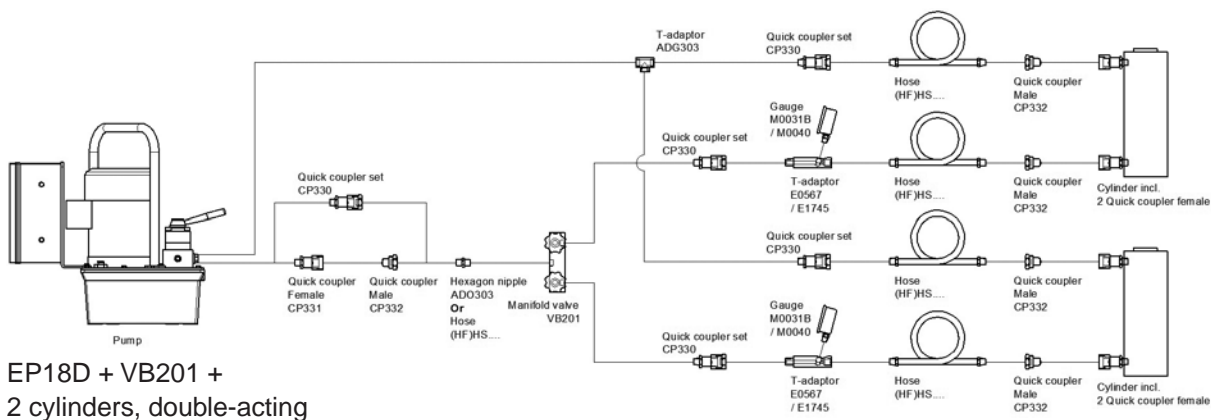 T-adaptor
ADG303
Quick coupler set
CP330
Hose
(HF)HS....
Quick coupler
Male
CP332
Gauge
M0031B
/ M0040
Quick coupler set
CP330
T-adaptor
E0567
/ E1745
Hose
(HF)HS....
Quick coupler
Male
CP332
Cylinder incl.
2 Quick coupler female
Quick coupler set
CP330
Quick coupler
Female
CP331
Quick coupler
Male
CP332
Hexagon nipple
ADO303
Or
Hose
(HF)HS....
Manifold valve
VB201
Pump
Quick coupler set
CP330
Hose
(HF)HS....
Quick coupler
Male
CP332
Gauge
M0031B
/ M0040
Quick coupler set
CP330
T-adaptor
E0567
/ E1745
Hose
(HF)HS....
Quick coupler
Male
CP332
Cylinder incl.
2 Quick coupler female
EP18D + VB201 +
2 cylinders, double-acting